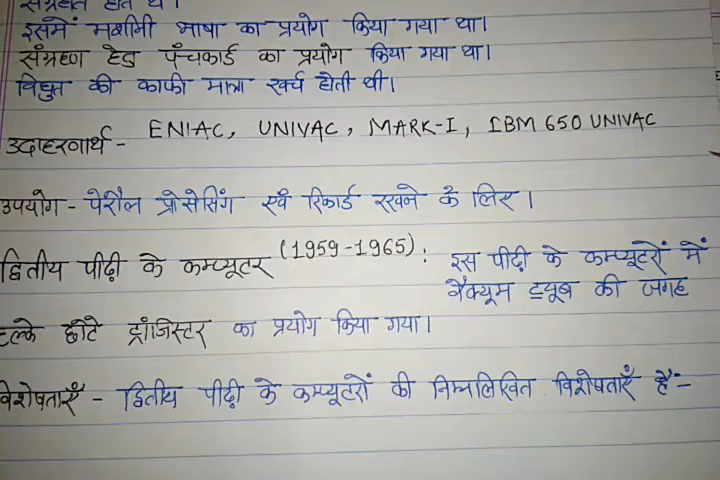 संग्रहित होते थे।
इसमें मशीनी भाषा का प्रयोग किया गया था।
संग्रहण हेतु पंचकार्ड का प्रयोग किया गया था।
विद्युत की काफी मात्रा खर्च होती थी।
उदाहरणार्थ - ENIAC, UNIVAC, MARK-I, IBM 650 UNIVAC
उपयोग - पेरौल प्रोसेसिंग एवं रिकार्ड रखने के लिए।
द्वितीय पीढ़ी के कम्प्यूटर (1959-1965): इस पीढ़ी के कम्प्यूटरों में
वैक्यूम ट्यूब की जगह
हल्के छोटे ट्रांजिस्टर का प्रयोग किया गया।
विशेषताएँ - द्वितीय पीढ़ी के कम्प्यूटरों की निम्नलिखित विशेषताएँ हैं:-